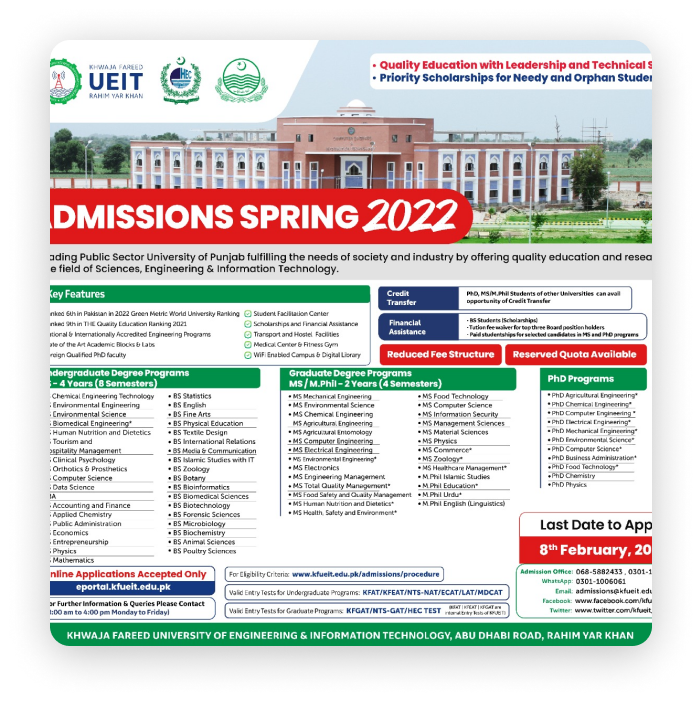 KHWAJA FAREED
UEIT
RAHIM YAR KHAN
HEC
• Quality Education with Leadership and Technical S
• Priority Scholarships for Needy and Orphan Studen
ADMISSIONS SPRING 2022
ading Public Sector University of Punjab fulfilling the needs of society and industry by offering quality education and resea
e field of Sciences, Engineering & Information Technology.
Key Features
anked 6th in Pakistan in 2022 Green Metric World University Ranking
anked 9th in THE Quality Education Ranking 2021
ational & Internationally Accredited Engineering Programs
ate of the Art Academic Blocks & Labs
reign Qualified PhD faculty
Student Facilitation Center
Scholarships and Financial Assistance
Transport and Hostel Facilities
Medical Center & Fitness Gym
WiFi Enabled Campus & Digital Library
Credit
Transfer
PhD, MS/M.Phil Students of other Universities can avail
opportunity of Credit Transfer
Financial
Assistance
- BS Students (Scholarships)
- Tution fee waiver for top three Board position holders
- Paid studentships for selected candidates in MS and PhD programs
Reduced Fee Structure
Reserved Quota Available
ndergraduate Degree Programs
S - 4 Years (8 Semesters)
S Chemical Engineering Technology
S Environmental Engineering
S Environmental Science
S Biomedical Engineering*
S Human Nutrition and Dietetics
S Tourism and
ospitality Management
S Clinical Psychology
S Orthotics & Prosthetics
S Computer Science
S Data Science
BA
S Accounting and Finance
S Applied Chemistry
S Public Administration
S Economics
S Entrepreneurship
S Physics
S Mathematics
• BS Statistics
• BS English
• BS Fine Arts
• BS Physical Education
• BS Textile Design
• BS International Relations
• BS Media & Communication
• BS Islamic Studies with IT
• BS Zoology
• BS Botany
• BS Bioinformatics
• BS Biomedical Sciences
• BS Biotechnology
• BS Forensic Sciences
• BS Microbiology
• BS Biochemistry
• BS Animal Sciences
• BS Poultry Sciences
Graduate Degree Programs
MS / M.Phil - 2 Years (4 Semesters)
• MS Mechanical Engineering
• MS Environmental Science
• MS Chemical Engineering
• MS Agricultural Engineering
• MS Agricultural Entomology
• MS Computer Engineering
• MS Electrical Engineering
• MS Environmental Engineering*
• MS Electronics
• MS Engineering Management
• MS Total Quality Management*
• MS Food Safety and Quality Management
• MS Human Nutrition and Dietetics*
• MS Health, Safety and Environment*
• MS Food Technology
• MS Computer Science
• MS Information Security
• MS Management Sciences
• MS Material Sciences
• MS Physics
• MS Commerce*
• MS Zoology*
• MS Healthcare Management*
• M.Phil Islamic Studies
• M.Phil Education*
• M.Phil Urdu*
• M.Phil English (Linguistics)
PhD Programs
• PhD Agricultural Engineering*
• PhD Chemical Engineering*
• PhD Computer Engineering *
• PhD Electrical Engineering*
• PhD Mechanical Engineering*
• PhD Environmental Science*
• PhD Computer Science*
• PhD Business Administration*
• PhD Food Technology*
• PhD Chemistry
• PhD Physics
Last Date to App
8th February, 20
nline Applications Accepted Only
eportal.kfueit.edu.pk
or Further Information & Queries Please Contact
:00 am to 4:00 pm Monday to Friday)
For Eligibility Criteria: www.kfueit.edu.pk/admissions/procedure
Valid Entry Tests for Undergraduate Programs: KFAT/KFEAT/NTS-NAT/ECAT/LAT/MDCAT
Valid Entry Tests for Graduate Programs: KFGAT/NTS-GAT/HEC TEST
(KFAT | KFEAT | KFGAT are
internal Entry Tests of KFUEIT)
Admission Office: 068-5882433 , 0301-1
WhatsApp: 0301-1006061
Email: admissions@kfueit.ed
Facebook: www.facebook.com/kfu
Twitter: www.twitter.com/kfueit_
KHWAJA FAREED UNIVERSITY OF ENGINEERING & INFORMATION TECHNOLOGY, ABU DHABI ROAD, RAHIM YAR KHAN